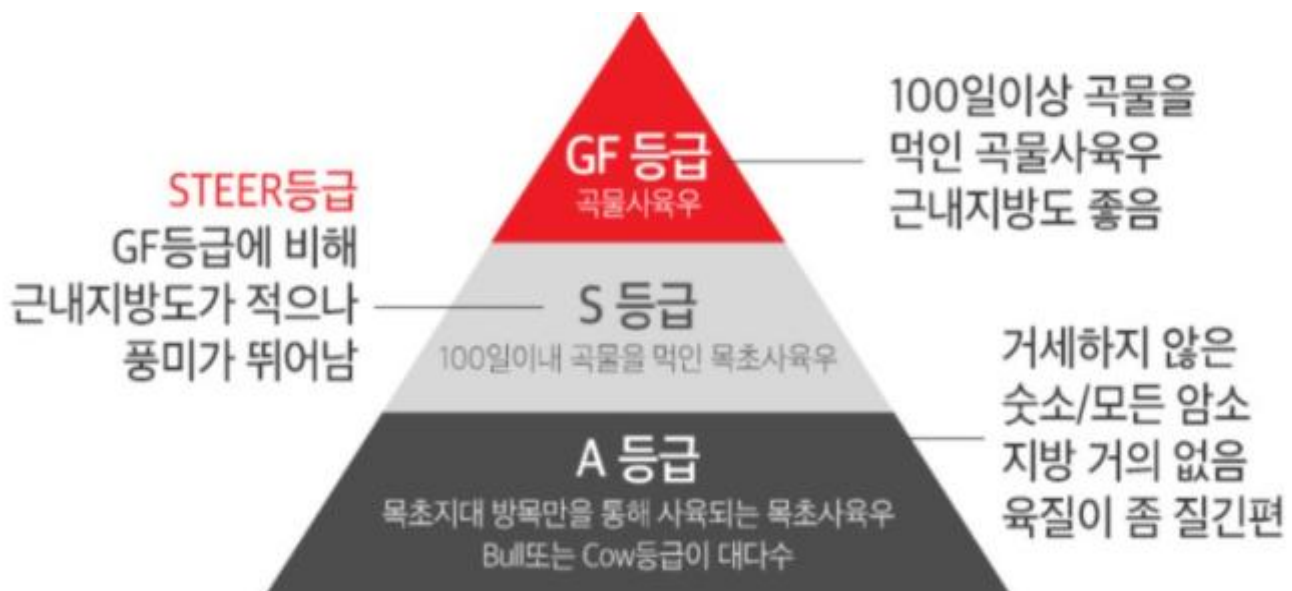 GF 등급
곡물사육우
100일이상 곡물을
먹인 곡물사육우
근내지방도 좋음
STEER등급
GF등급에 비해
근내지방도가 적으나
풍미가 뛰어남
S 등급
100일이내 곡물을 먹인 목초사육우
A 등급
목초지대 방목만을 통해 사육되는 목초사육우
Bull또는 Cow등급이 대다수
거세하지 않은
숫소/모든 암소
지방 거의 없음
육질이 좀 질긴편